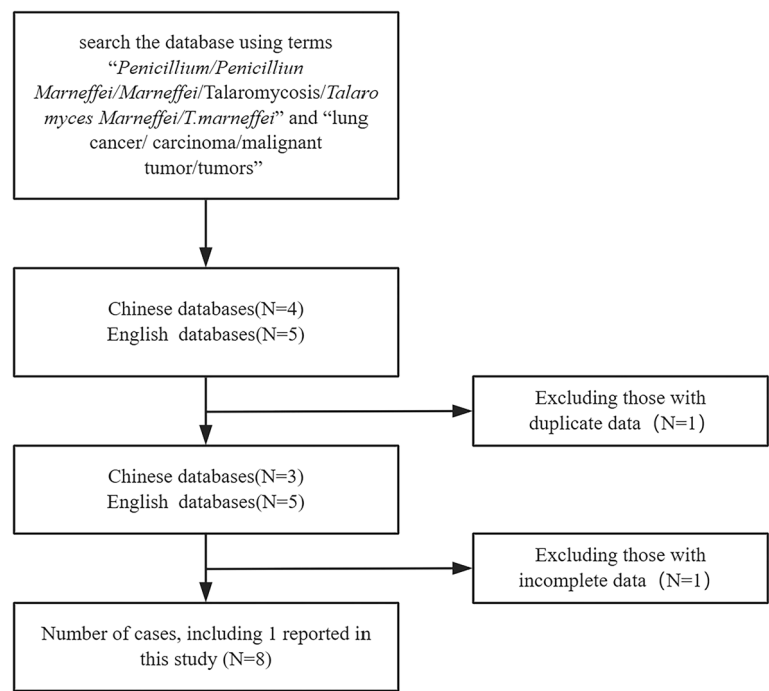 search the database using terms
“Penicillium/Penicilliun
Marneffei/Marneffei/Talaromycosis/Talaro
myces Marneffei/T.marneffei” and “lung
cancer/ carcinoma/malignant
tumor/tumors”
Chinese databases(N=4)
English databases(N=5)
Excluding those with
duplicate data (N=1)
Chinese databases(N=3)
English databases(N=5)
Excluding those with
incomplete data (N=1)
Number of cases, including 1 reported in
this study (N=8)